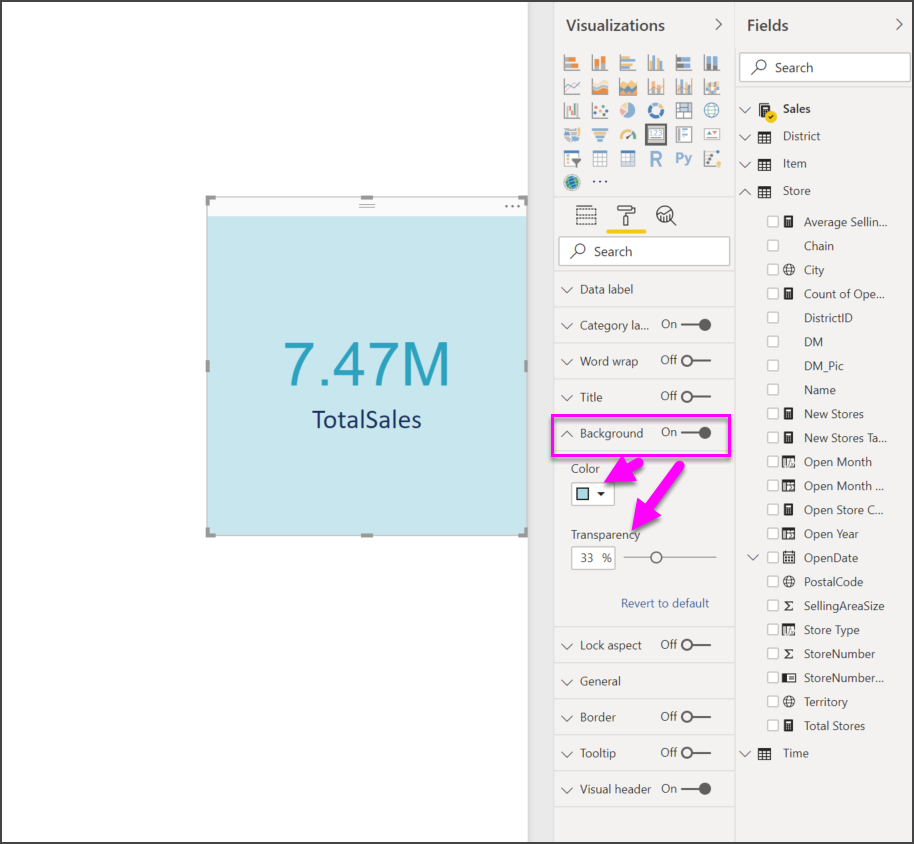 7.47M
TotalSales
Visualizations
R
Py
Search
Data label
Category la... On
Word wrap Off
Title Off
Background On
Color
Transparency
33 %
Revert to default
Lock aspect Off
General
Border Off
Tooltip Off
Visual header On
Fields
Search
Sales
District
Item
Store
Average Sellin...
Chain
City
Count of Ope...
DistrictID
DM
DM_Pic
Name
New Stores
New Stores Ta...
Open Month
Open Month ...
Open Store C...
Open Year
OpenDate
PostalCode
SellingAreaSize
Store Type
StoreNumber
StoreNumber...
Territory
Total Stores
Time